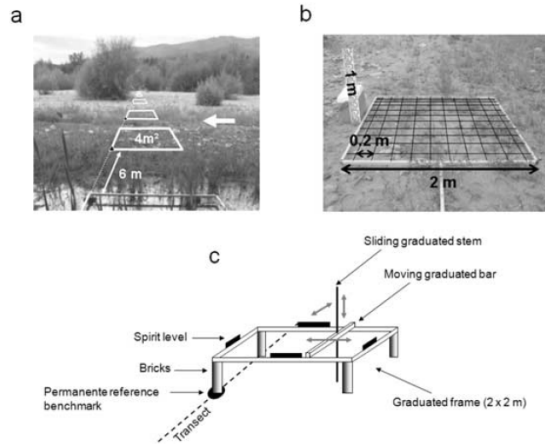 a
b
4m²
6 m
1 m
0.2 m
2 m
c
Sliding graduated stem
Moving graduated bar
Spirit level
Bricks
Permanente reference
benchmark
Transect
Graduated frame (2 x 2 m)